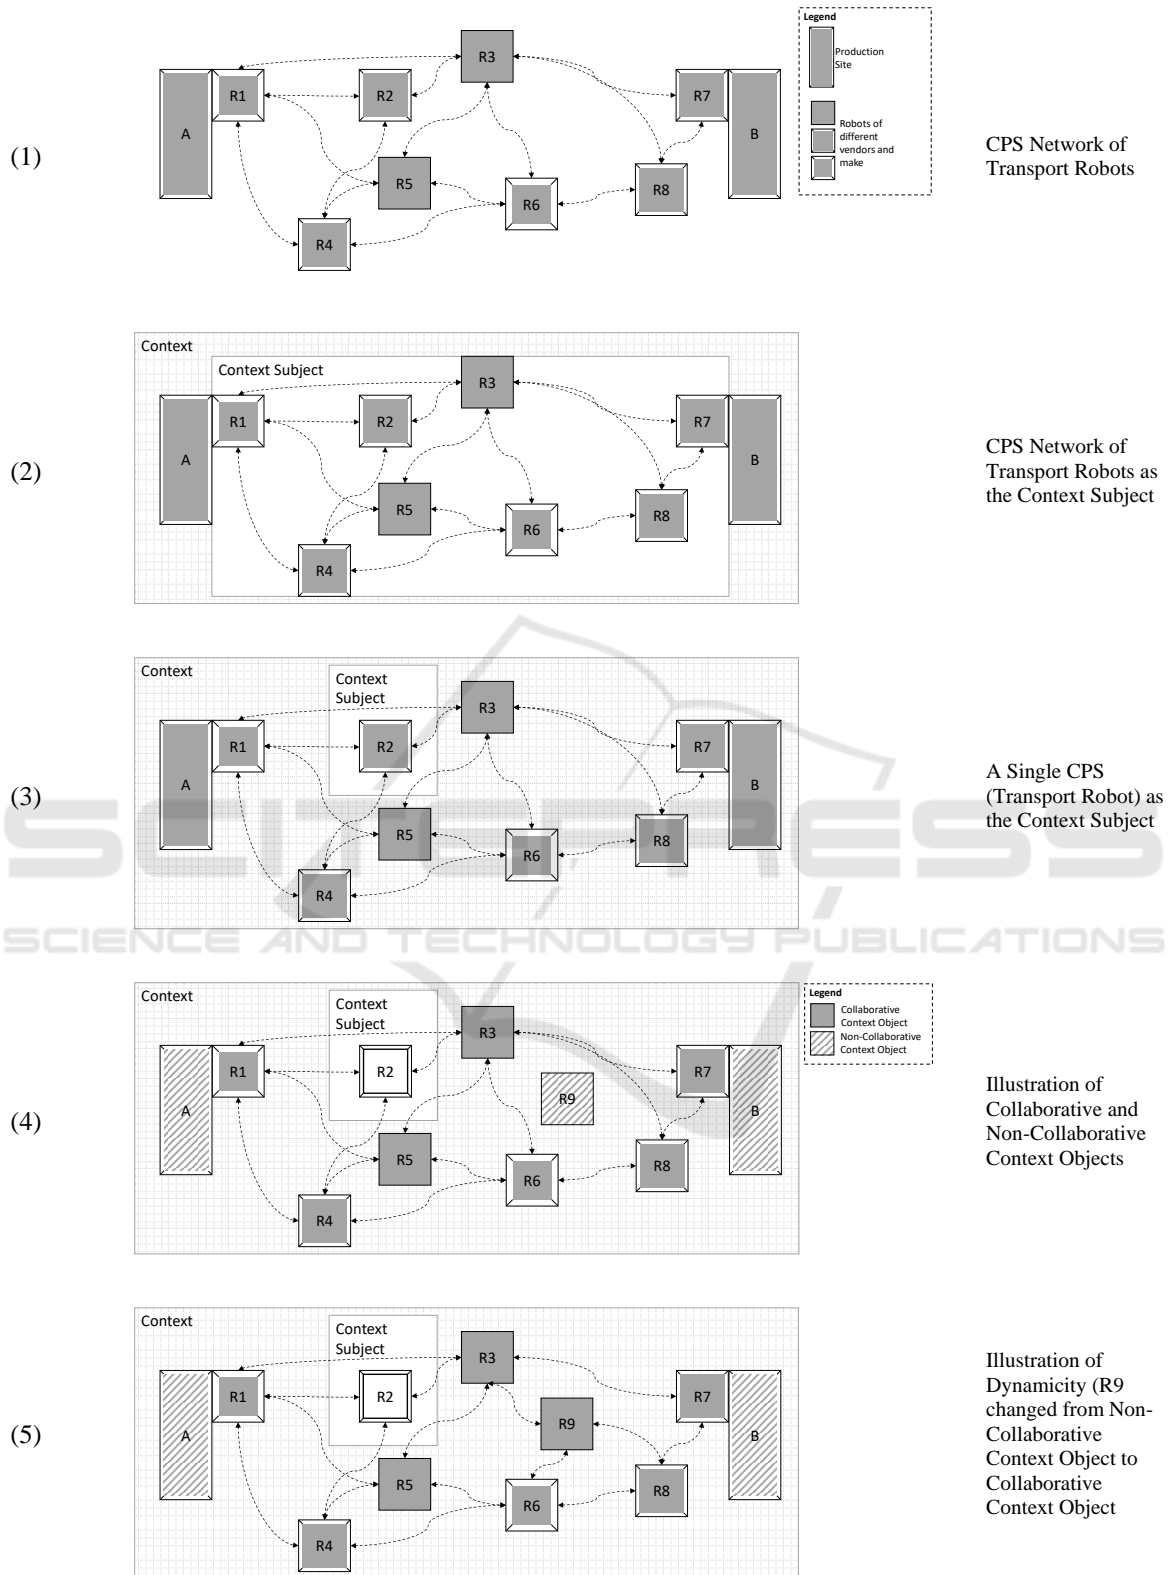 (1)
A
R1
R2
R3
R4
R5
R6
R7
R8
B
Legend
Production
Site
Robots of
different
vendors and
make
CPS Network of
Transport Robots
(2)
Context
Context Subject
A
R1
R2
R3
R4
R5
R6
R7
R8
B
CPS Network of
Transport Robots as
the Context Subject
(3)
Context
Context
Subject
A
R1
R2
R3
R4
R5
R6
R7
R8
B
A Single CPS
(Transport Robot) as
the Context Subject
SCITEPRESS
SCIENCE AND TECHNOLOGY PUBLICATIONS
(4)
Context
Context
Subject
A
R1
R2
R3
R4
R5
R6
R7
R8
R9
B
Legend
Collaborative
Context Object
Non-Collaborative
Context Object
Illustration of
Collaborative and
Non-Collaborative
Context Objects
(5)
Context
Context
Subject
A
R1
R2
R3
R4
R5
R6
R7
R8
R9
B
Illustration of
Dynamicity (R9
changed from Non-
Collaborative
Context Object to
Collaborative
Context Object